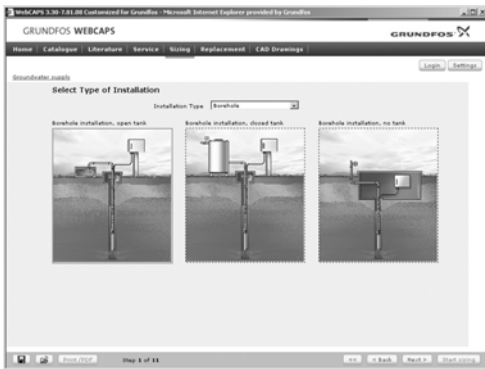 WebCAPS 3.30-7.01.08 Customized for Grundfos - Microsoft Internet Explorer provided by Grundfos
GRUNDFOS WEBCAPS
GRUNDFOS
Home Catalogue Literature Service Sizing Replacement CAD Drawings
Login Settings
Groundwater supply
Select Type of Installation
Installation Type Borehole
Borehole installation, open tank Borehole installation, closed tank Borehole installation, no tank
Print/PDF Step 1 of 11 << < Back Next > Start sizing